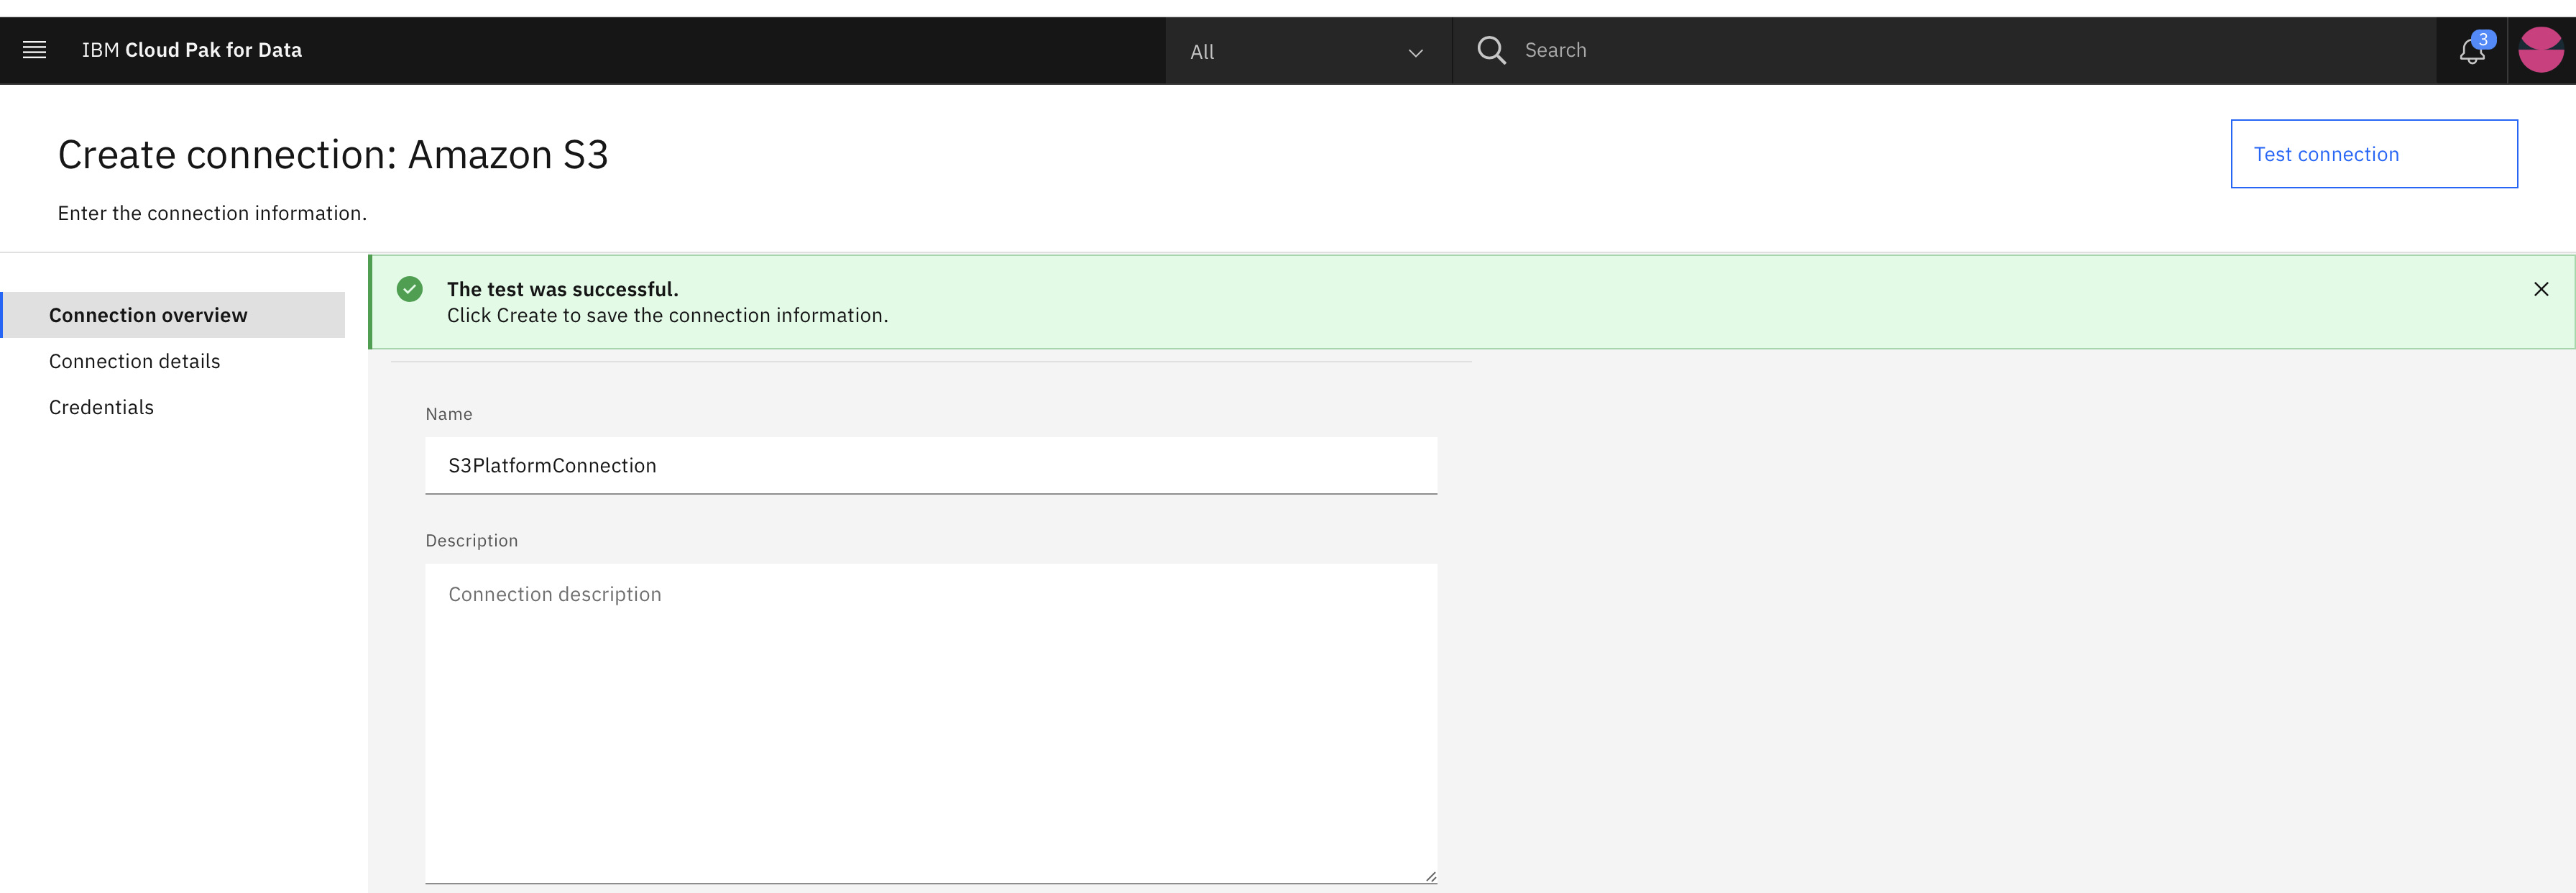 IBM Cloud Pak for Data
All
Search
3
Create connection: Amazon S3
Test connection
Enter the connection information.
The test was successful.
Click Create to save the connection information.
Connection overview
Connection details
Credentials
Name
S3PlatformConnection
Description
Connection description